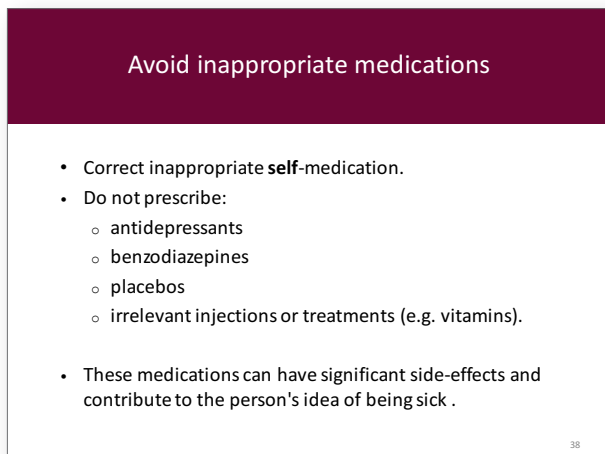 Avoid inappropriate medications
• Correct inappropriate self-medication.
• Do not prescribe:
○ antidepressants
○ benzodiazepines
○ placebos
○ irrelevant injections or treatments (e.g. vitamins).
• These medications can have significant side-effects and
contribute to the person's idea of being sick .
38